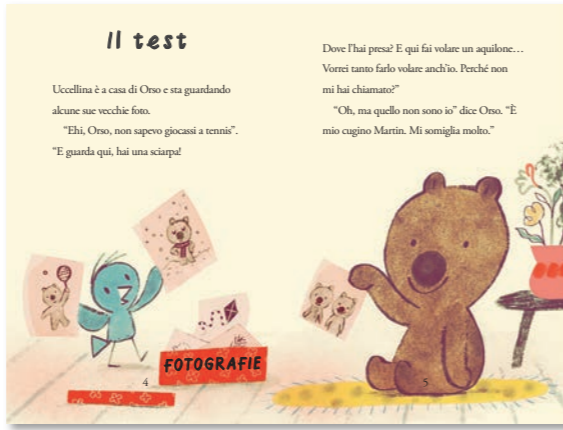 Il test
Uccellina è a casa di Orso e sta guardando
alcune sue vecchie foto.
“Ehi, Orso, non sapevo giocassi a tennis”.
“E guarda qui, hai una sciarpa!
Dove l’hai presa? E qui fai volare un aquilone…
Vorrei tanto farlo volare anch’io. Perché non
mi hai chiamato?”
“Oh, ma quello non sono io” dice Orso. “È
mio cugino Martin. Mi somiglia molto.”
FOTOGRAFIE
4
5